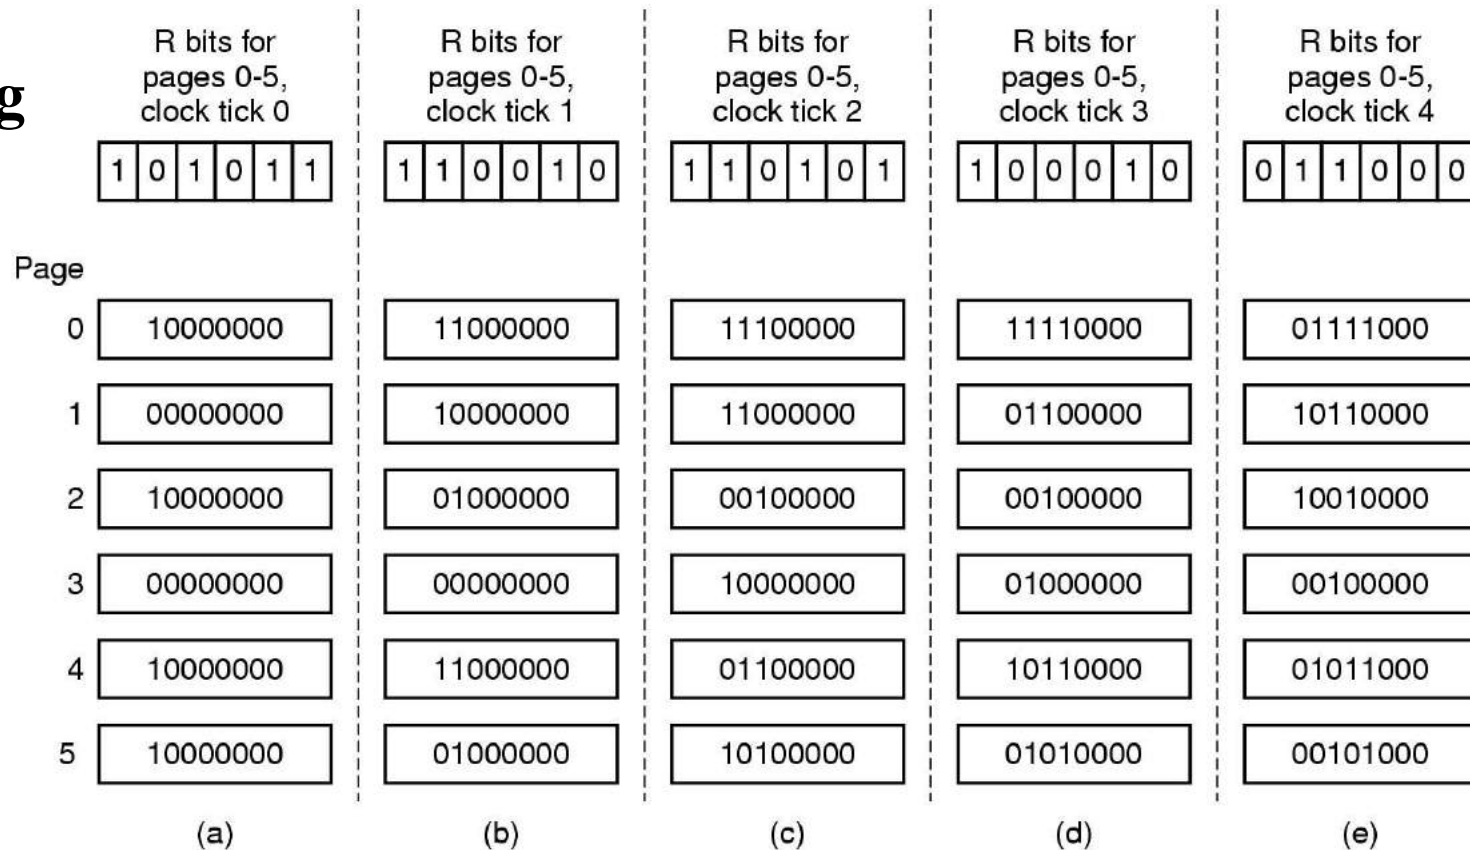 g
R bits for
pages 0-5,
clock tick 0
R bits for
pages 0-5,
clock tick 1
R bits for
pages 0-5,
clock tick 2
R bits for
pages 0-5,
clock tick 3
R bits for
pages 0-5,
clock tick 4
1 0 1 0 1 1
1 1 0 0 1 0
1 1 0 1 0 1
1 0 0 0 1 0
0 1 1 0 0 0
Page
0 10000000 11000000 11100000 11110000 01111000
1 00000000 10000000 11000000 01100000 10110000
2 10000000 01000000 00100000 00100000 10010000
3 00000000 00000000 10000000 01000000 00100000
4 10000000 11000000 01100000 10110000 01011000
5 10000000 01000000 10100000 01010000 00101000
(a) (b) (c) (d) (e)